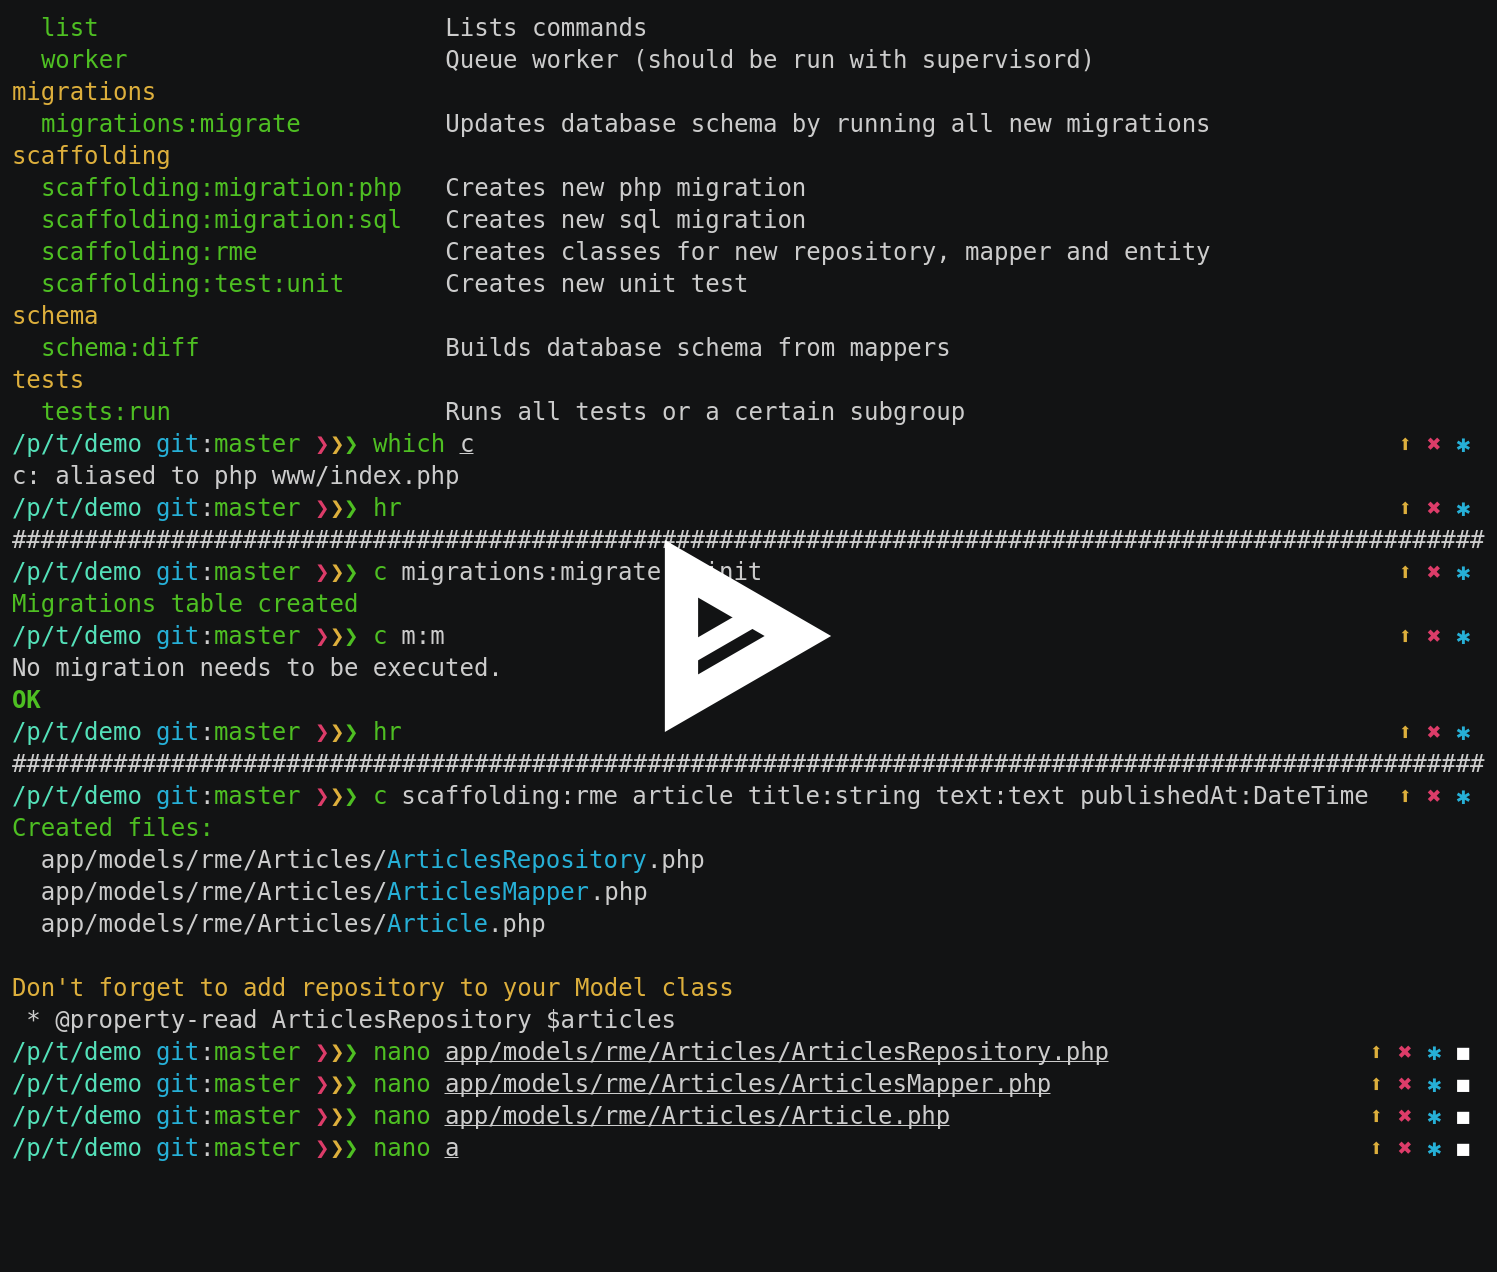 list Lists commands
worker Queue worker (should be run with supervisord)
migrations
migrations:migrate Updates database schema by running all new migrations
scaffolding
scaffolding:migration:php Creates new php migration
scaffolding:migration:sql Creates new sql migration
scaffolding:rme Creates classes for new repository, mapper and entity
scaffolding:test:unit Creates new unit test
schema
schema:diff Builds database schema from mappers
tests
tests:run Runs all tests or a certain subgroup
/p/t/demo git:master ❯❯❯ which c ⬆ ✖ ✱
c: aliased to php www/index.php
/p/t/demo git:master ❯❯❯ hr ⬆ ✖ ✱
######################################################################################################
/p/t/demo git:master ❯❯❯ c migrations:migrate ⬆ ✖ ✱
Migrations table created
/p/t/demo git:master ❯❯❯ c m:m ⬆ ✖ ✱
No migration needs to be executed.
OK
/p/t/demo git:master ❯❯❯ hr ⬆ ✖ ✱
######################################################################################################
/p/t/demo git:master ❯❯❯ c scaffolding:rme article title:string text:text publishedAt:DateTime ⬆ ✖ ✱
Created files:
app/models/rme/Articles/ArticlesRepository.php
app/models/rme/Articles/ArticlesMapper.php
app/models/rme/Articles/Article.php
Don't forget to add repository to your Model class
* @property-read ArticlesRepository $articles
/p/t/demo git:master ❯❯❯ nano app/models/rme/Articles/ArticlesRepository.php ⬆ ✖ ✱ ◼
/p/t/demo git:master ❯❯❯ nano app/models/rme/Articles/ArticlesMapper.php ⬆ ✖ ✱ ◼
/p/t/demo git:master ❯❯❯ nano app/models/rme/Articles/Article.php ⬆ ✖ ✱ ◼
/p/t/demo git:master ❯❯❯ nano a ⬆ ✖ ✱ ◼